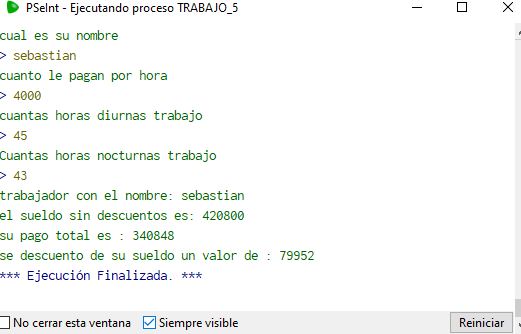 PSeInt - Ejecutando proceso TRABAJO_5
cual es su nombre
> sebastian
cuanto le pagan por hora
> 4000
cuantas horas diurnas trabajo
> 45
Cuantas horas nocturnas trabajo
> 43
trabajador con el nombre: sebastian
el sueldo sin descuentos es: 420800
su pago total es : 340848
se descuento de su sueldo un valor de : 79952
*** Ejecución Finalizada. ***
No cerrar esta ventana Siempre visible Reiniciar